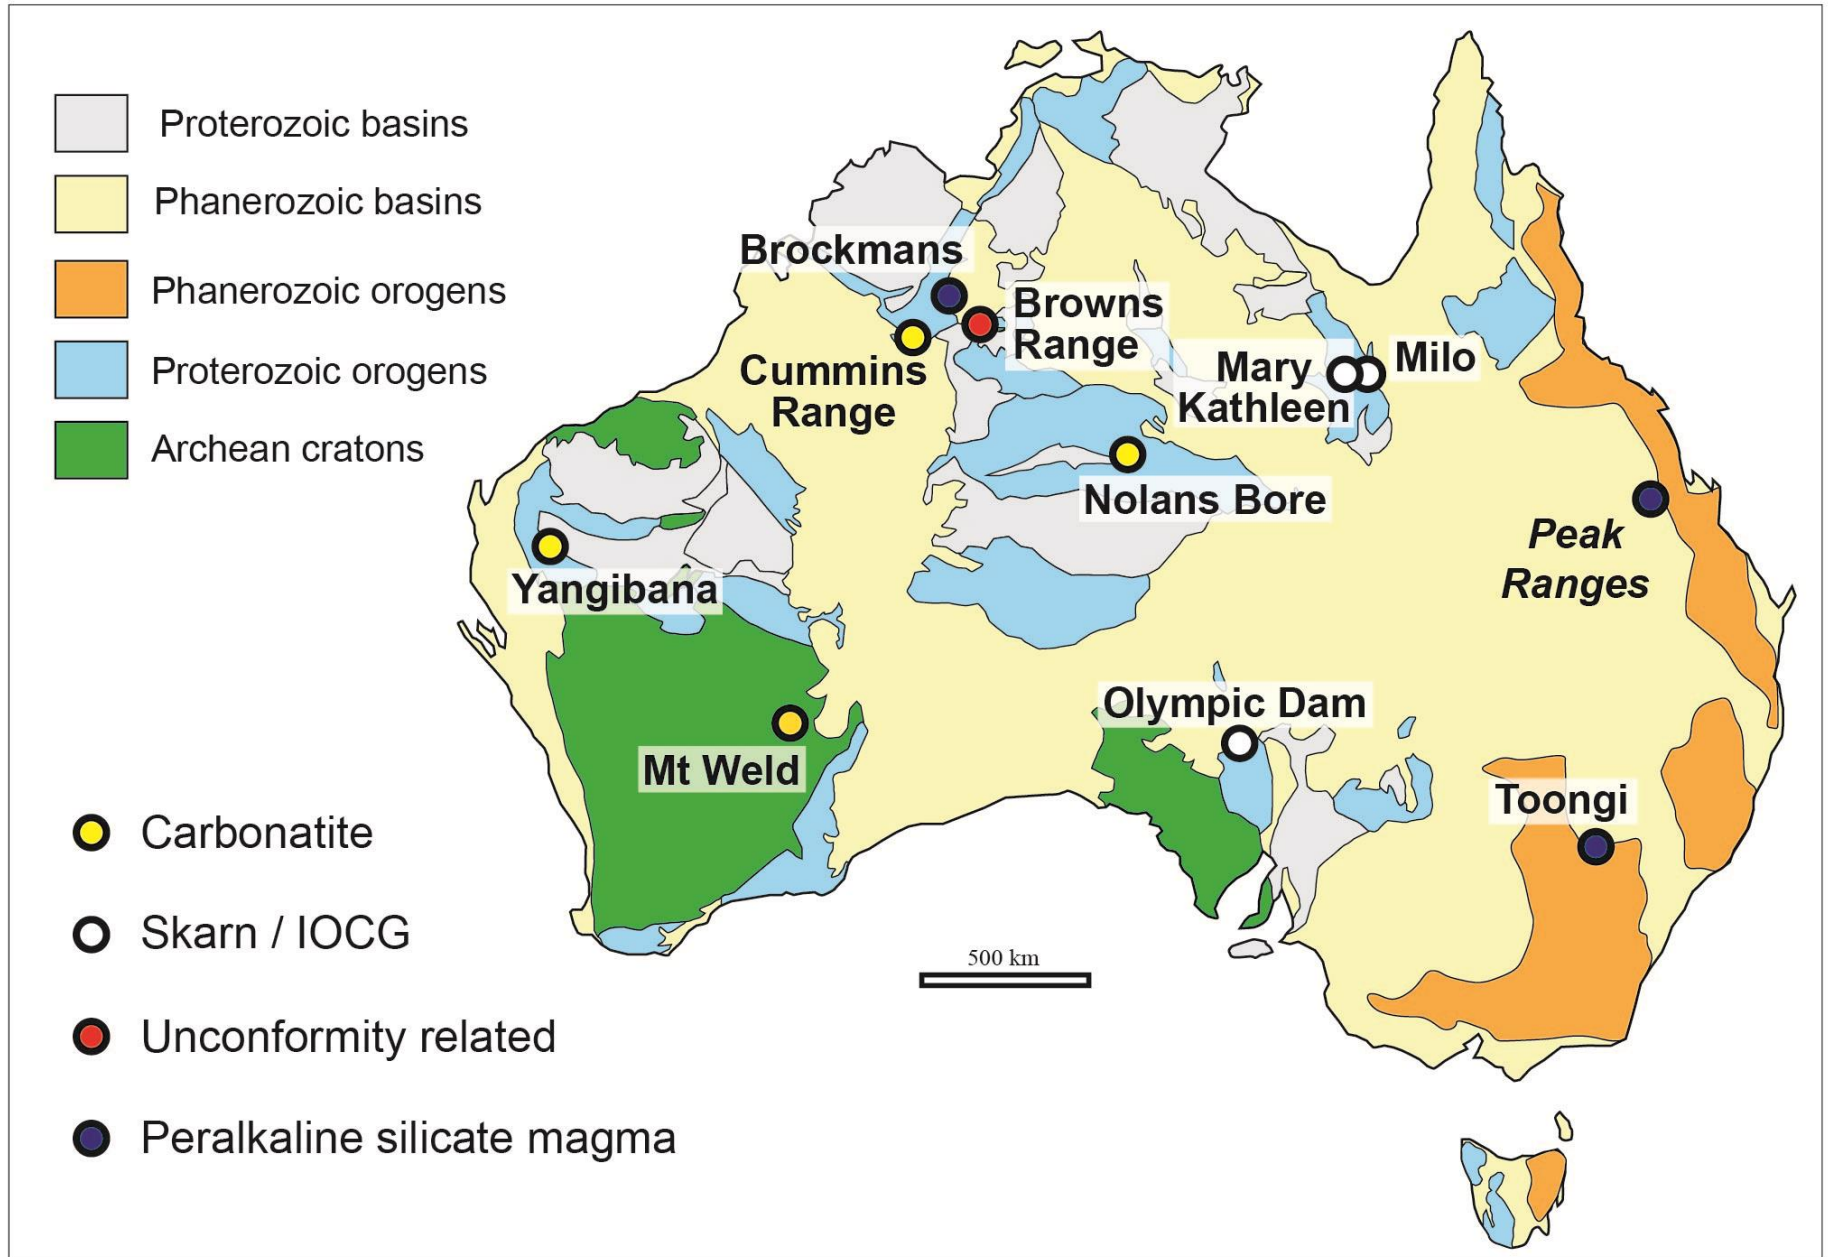 Proterozoic basins
Phanerozoic basins
Phanerozoic orogens
Proterozoic orogens
Archean cratons
Brockmans
Browns
Range
Cummins
Range
Mary
Kathleen
Milo
Nolans Bore
Peak
Ranges
Yangibana
Olympic Dam
Mt Weld
Toongi
500 km
Carbonatite
Skarn / IOCG
Unconformity related
Peralkaline silicate magma